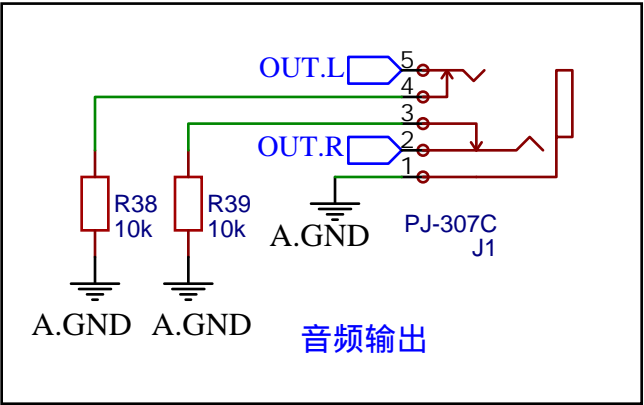 OUT.L
5
4
3
OUT.R
2
1
R38
10k
R39
10k
A.GND
PJ-307C
J1
A.GND
A.GND
音频输出